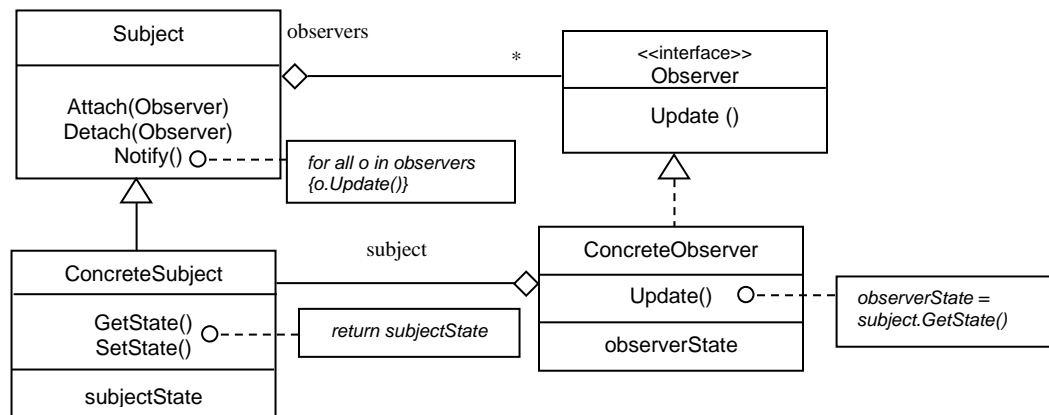 Subject
observers
*
<<interface>>
Observer
Attach(Observer)
Detach(Observer)
Notify()
Update ()
for all o in observers
{o.Update()}
ConcreteSubject
subject
ConcreteObserver
GetState()
SetState()
return subjectState
Update()
observerState =
subject.GetState()
subjectState
observerState